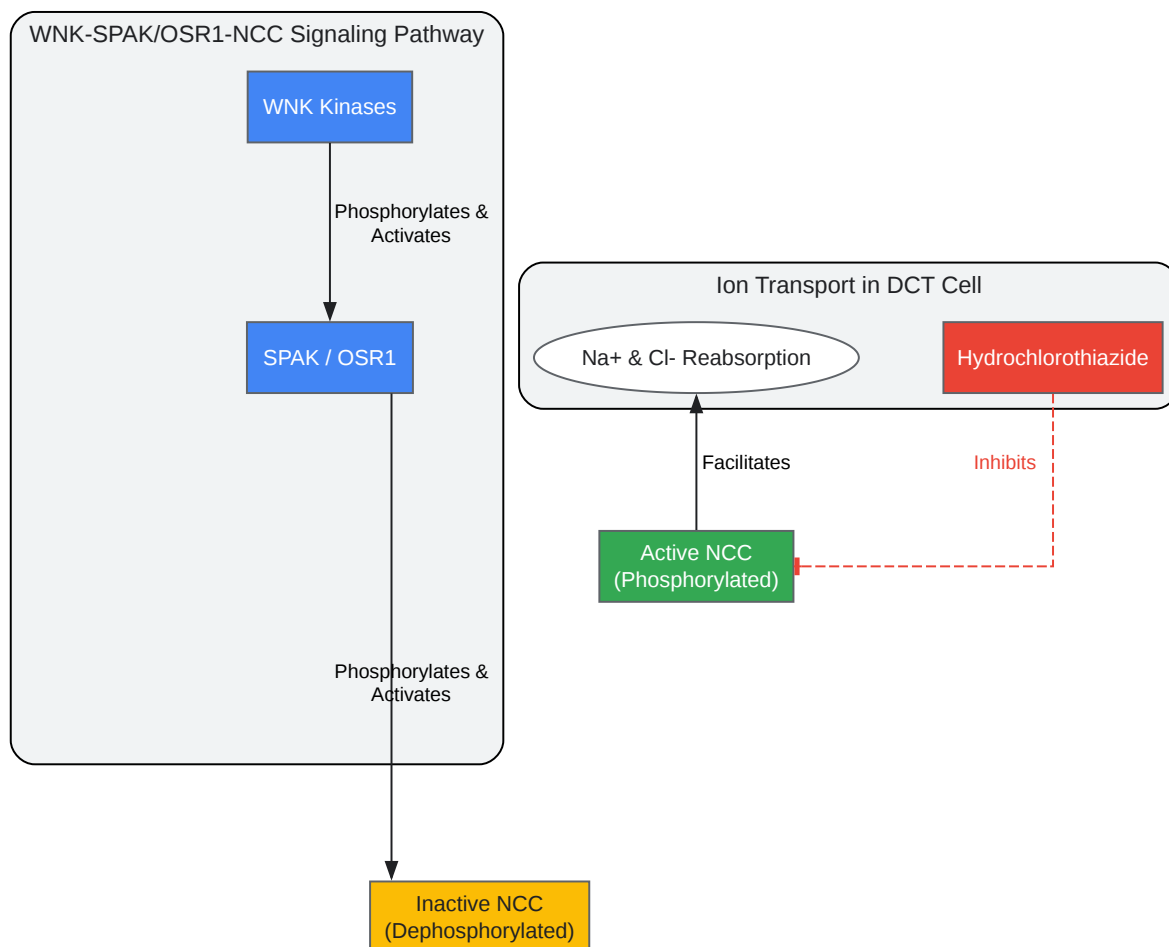 WNK-SPAK/OSR1-NCC Signaling Pathway
WNK Kinases
Phosphorylates &
Activates
SPAK / OSR1
Phosphorylates &
Activates
Inactive NCC
(Dephosphorylated)
Ion Transport in DCT Cell
Na+ & Cl- Reabsorption
Hydrochlorothiazide
Facilitates
Inhibits
Active NCC
(Phosphorylated)